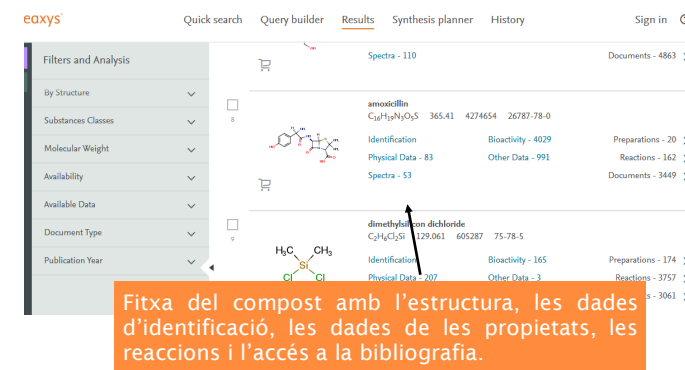 eaxys
Quick search Query builder Results Synthesis planner History Sign in
Filters and Analysis
By Structure
Substances Classes
Molecular Weight
Availability
Available Data
Document Type
Publication Year
Spectra - 110 Documents - 4863
8
amoxicillin
C₁₆H₁₉N₃O₅S 365.41 4274654 26787-78-0
Identification Bioactivity - 4029 Preparations - 20
Physical Data - 83 Other Data - 991 Reactions - 162
Spectra - 53 Documents - 3449
9
dimethylsilicon dichloride
C₂H₆Cl₂Si 129.061 605287 75-78-5
H₃C CH₃
Si
Cl Cl
Identification Bioactivity - 165 Preparations - 174
Physical Data - 207 Other Data - 3 Reactions - 3757
s - 3061
Fitxa del compost amb l'estructura, les dades
d'identificació, les dades de les propietats, les
reaccions i l'accés a la bibliografia.